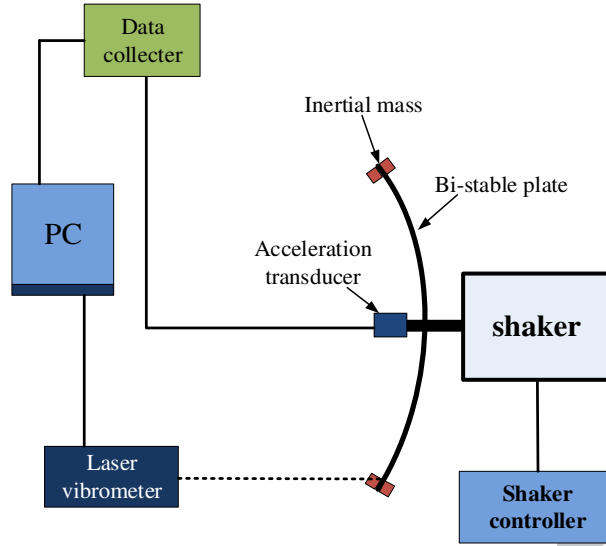 Data
collecter
Inertial mass
Bi-stable plate
PC
Acceleration
transducer
shaker
Laser
vibrometer
Shaker
controller